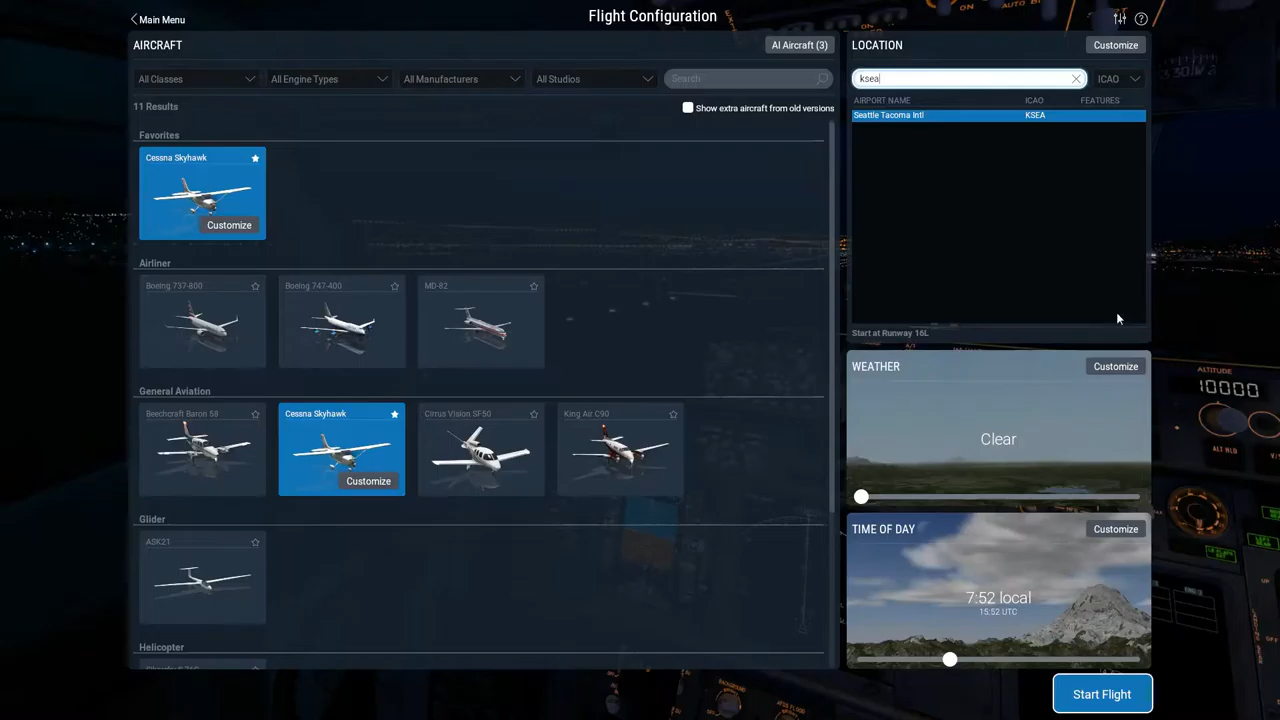 Main Menu
Flight Configuration
AIRCRAFT
AI Aircraft (3)
All Classes
All Engine Types
All Manufacturers
All Studios
Search
11 Results
Show extra aircraft from old versions
Favorites
Cessna Skyhawk
Customize
Airliner
Boeing 737-800
Boeing 747-400
MD-82
General Aviation
Beechcraft Baron 58
Cessna Skyhawk
Customize
Cirrus Vision SF50
King Air C90
Glider
ASK21
Helicopter
LOCATION
Customize
ksea
ICAO
AIRPORT NAME
ICAO
FEATURES
Seattle Tacoma Intl
KSEA
Start at Runway 16L
WEATHER
Customize
Clear
TIME OF DAY
Customize
7:52 local
15:52 UTC
Start Flight
ALTITUDE
10000
ALT HLD